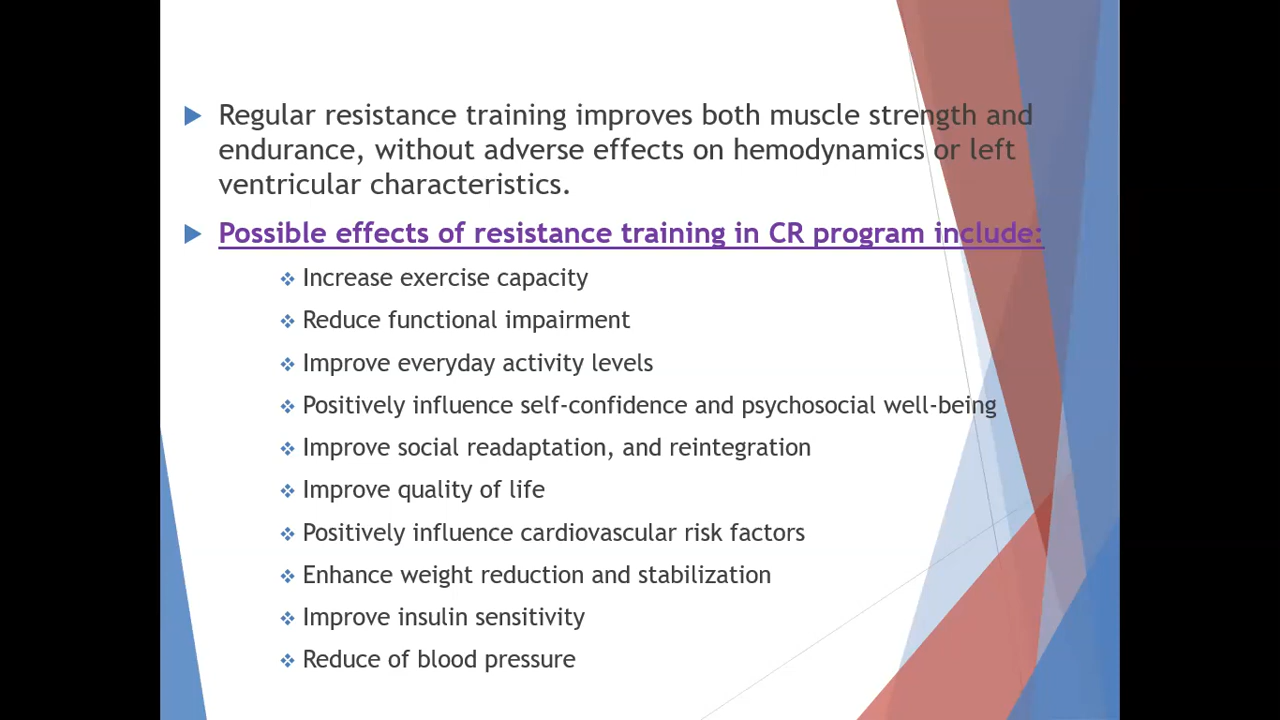 Regular resistance training improves both muscle strength and
endurance, without adverse effects on hemodynamics or left
ventricular characteristics.
Possible effects of resistance training in CR program include:
Increase exercise capacity
Reduce functional impairment
Improve everyday activity levels
Positively influence self-confidence and psychosocial well-being
Improve social readaptation, and reintegration
Improve quality of life
Positively influence cardiovascular risk factors
Enhance weight reduction and stabilization
Improve insulin sensitivity
Reduce of blood pressure